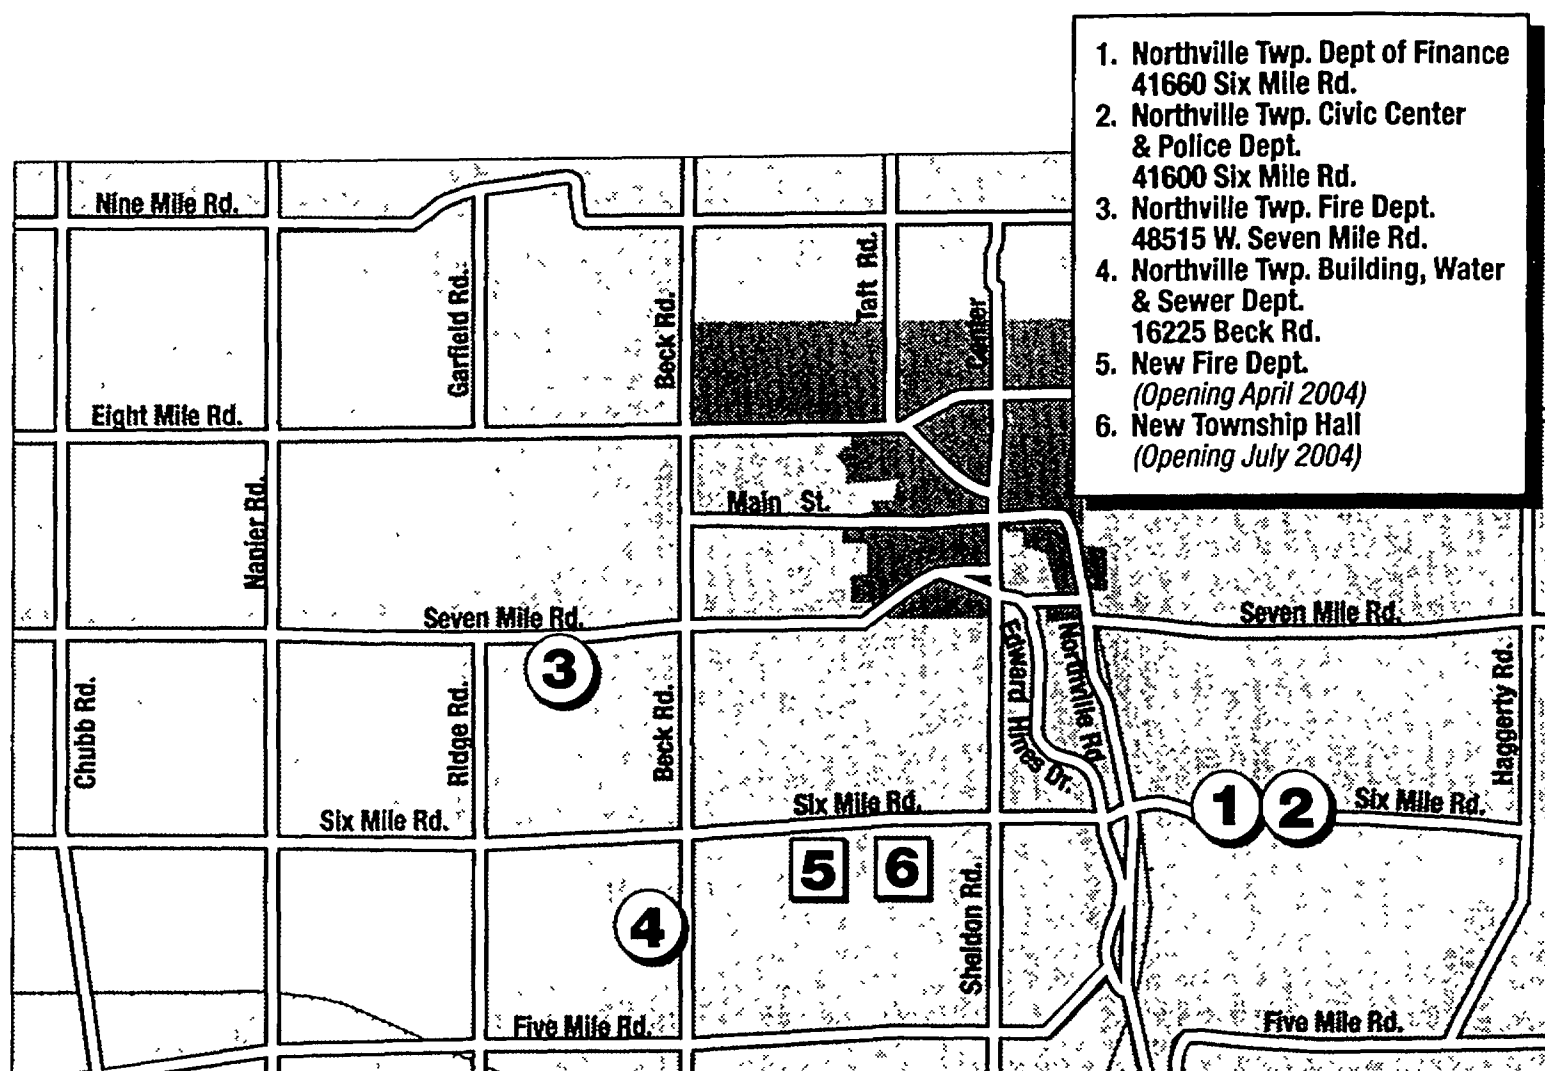 1. Northville Twp. Dept of Finance
41660 Six Mile Rd.
2. Northville Twp. Civic Center
& Police Dept.
41600 Six Mile Rd.
3. Northville Twp. Fire Dept.
48515 W. Seven Mile Rd.
4. Northville Twp. Building, Water
& Sewer Dept.
16225 Beck Rd.
5. New Fire Dept.
(Opening April 2004)
6. New Township Hall
(Opening July 2004)
Nine Mile Rd.
Garfield Rd.
Beck Rd.
Taft Rd.
Center
Eight Mile Rd.
Napier Rd.
Main St.
Seven Mile Rd.
Seven Mile Rd.
3
Chubb Rd.
Ridge Rd.
Beck Rd.
Edward Hines Dr.
Northville Rd.
Haggerty Rd.
Six Mile Rd.
Six Mile Rd.
1 2
Six Mile Rd.
5 6
4
Sheldon Rd.
Five Mile Rd.
Five Mile Rd.